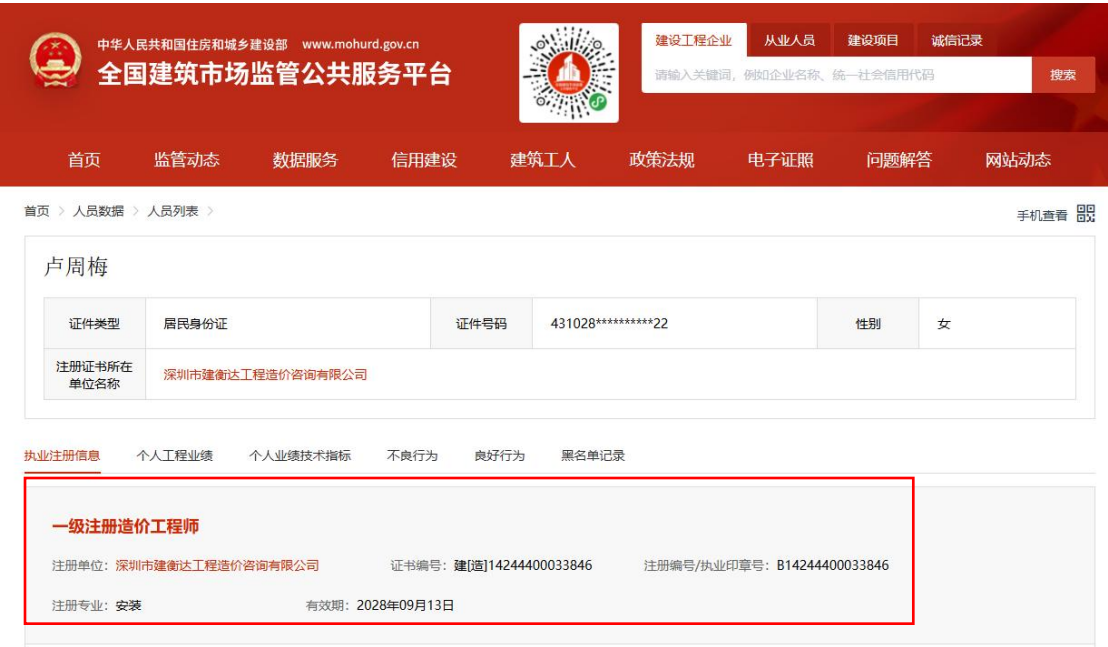 中华人民共和国住房和城乡建设部 www.mohurd.gov.cn
全国建筑市场监管公共服务平台
建设工程企业 从业人员 建设项目 诚信记录
请输入关键词，例如企业名称、统一社会信用代码 搜索
首页 监管动态 数据服务 信用建设 建筑工人 政策法规 电子证照 问题解答 网站动态
首页 > 人员数据 > 人员列表 >
手机查看
卢周梅
证件类型 居民身份证 证件号码 431028**********22 性别 女
注册证书所在
单位名称
深圳市建衡达工程造价咨询有限公司
执业注册信息 个人工程业绩 个人业绩技术指标 不良行为 良好行为 黑名单记录
一级注册造价工程师
注册单位：深圳市建衡达工程造价咨询有限公司 证书编号：建[造]14244400033846 注册编号/执业印章号：B14244400033846
注册专业：安装 有效期：2028年09月13日